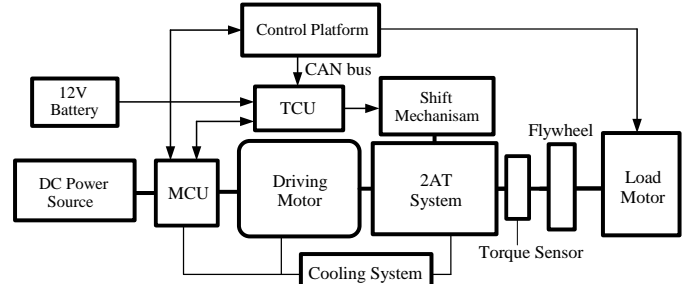 Control Platform
CAN bus
12V
Battery
TCU
Shift
Mechanisam
Flywheel
DC Power
Source
MCU
Driving
Motor
2AT
System
Load
Motor
Torque Sensor
Cooling System